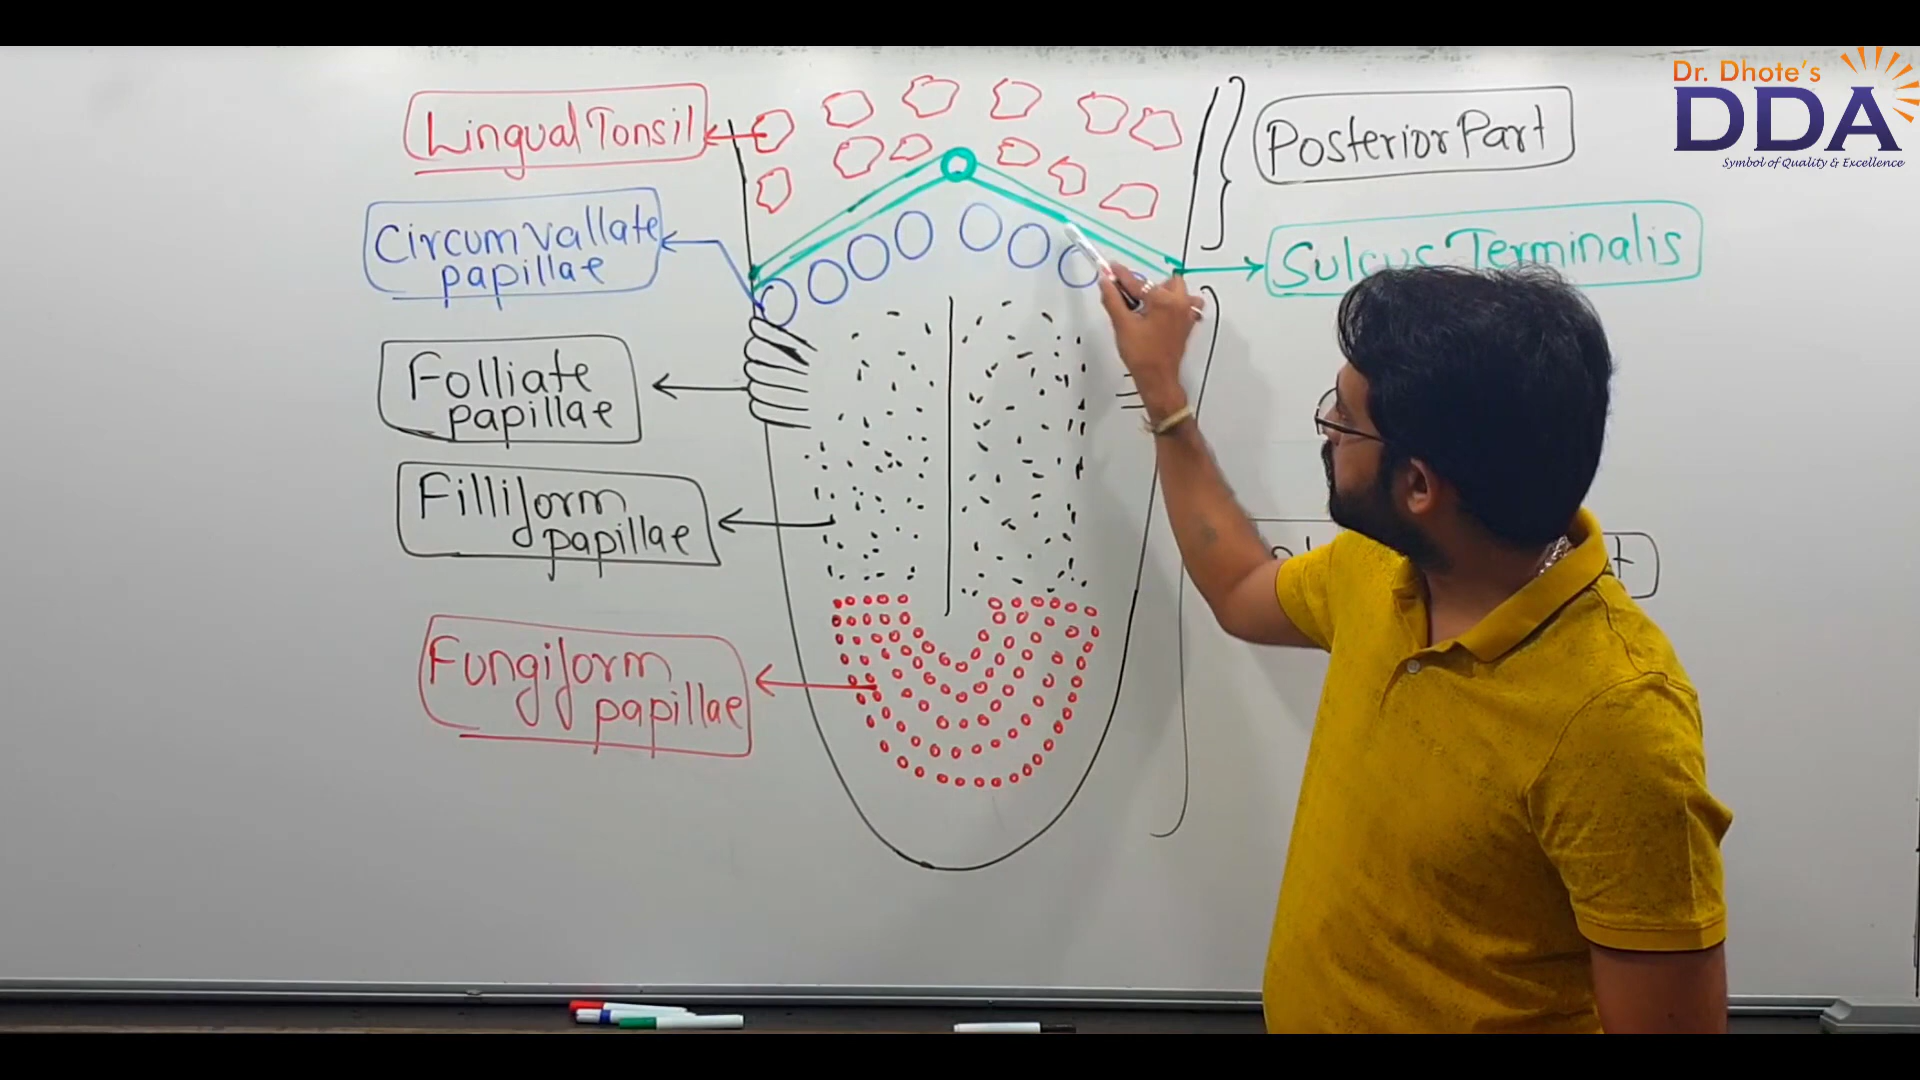 Dr. Dhote's
DDA
Symbol of Quality & Excellence
Lingual Tonsil
Posterior Part
Circumvallate
papillae
Sulcus Terminalis
Folliate
papillae
Filliform
papillae
Fungiform
papillae